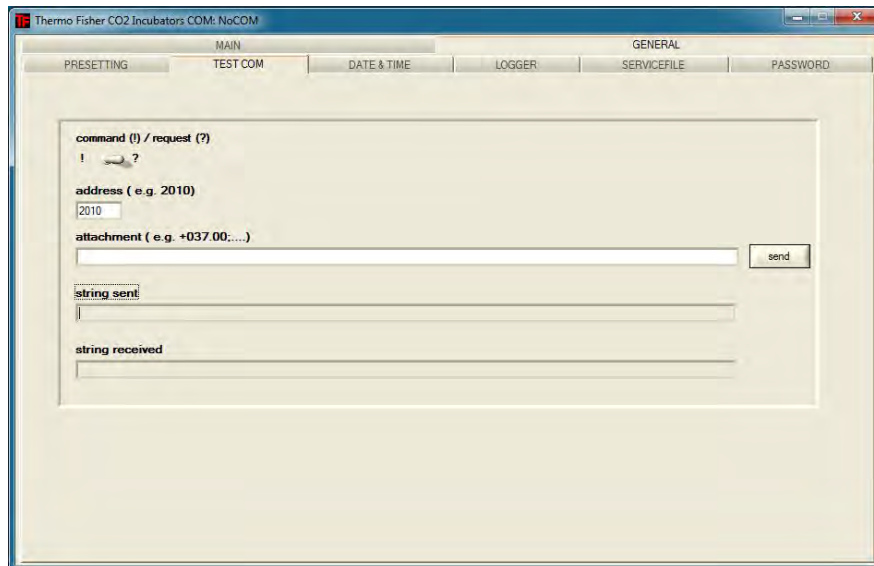 TF Thermo Fisher CO2 Incubators COM: NoCOM
MAIN GENERAL
PRESETTING TEST COM DATE & TIME LOGGER SERVICEFILE PASSWORD
command (!) / request (?)
! ?
address ( e.g. 2010)
2010
attachment ( e.g. +037.00;....)
send
string sent
string received